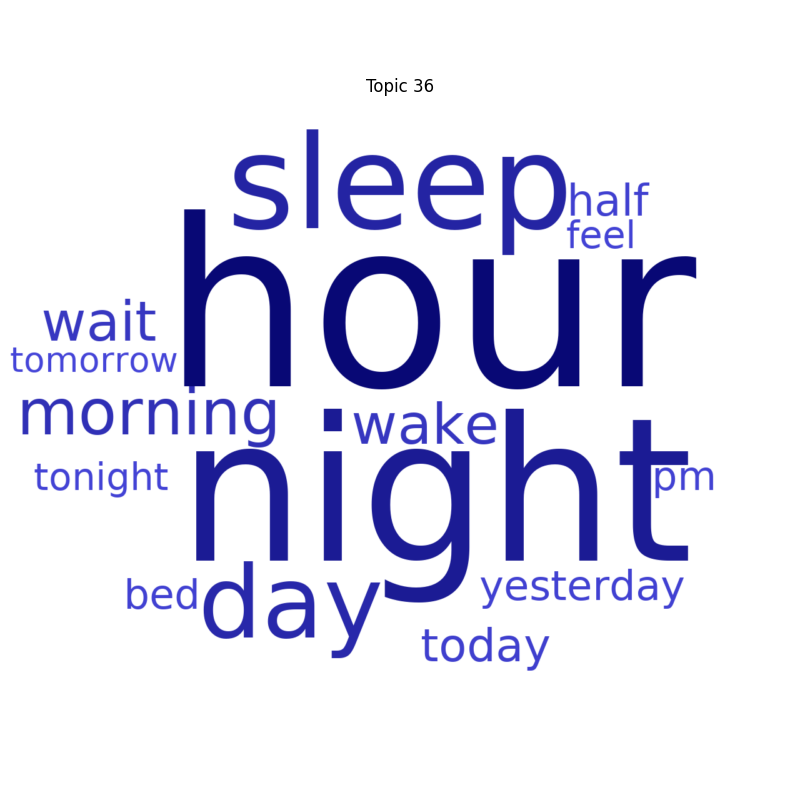 Topic 36
sleep
half
feel
hour
wait
tomorrow
morning
wake
night
tonight
pm
bed
day
yesterday
today